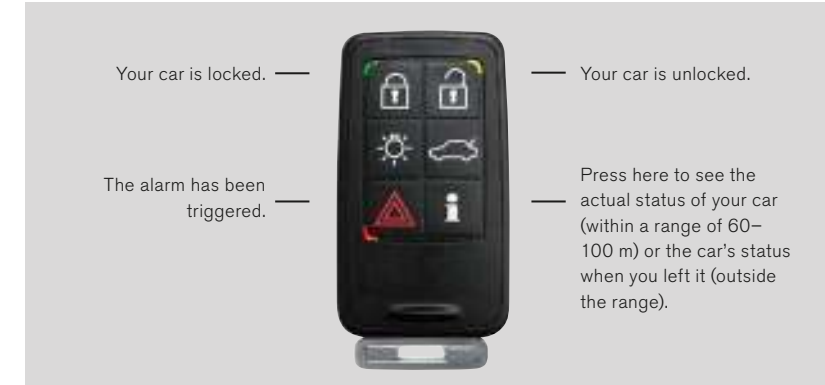 Your car is locked.
Your car is unlocked.
The alarm has been
triggered.
Press here to see the
actual status of your car
(within a range of 60–
100 m) or the car’s status
when you left it (outside
the range).